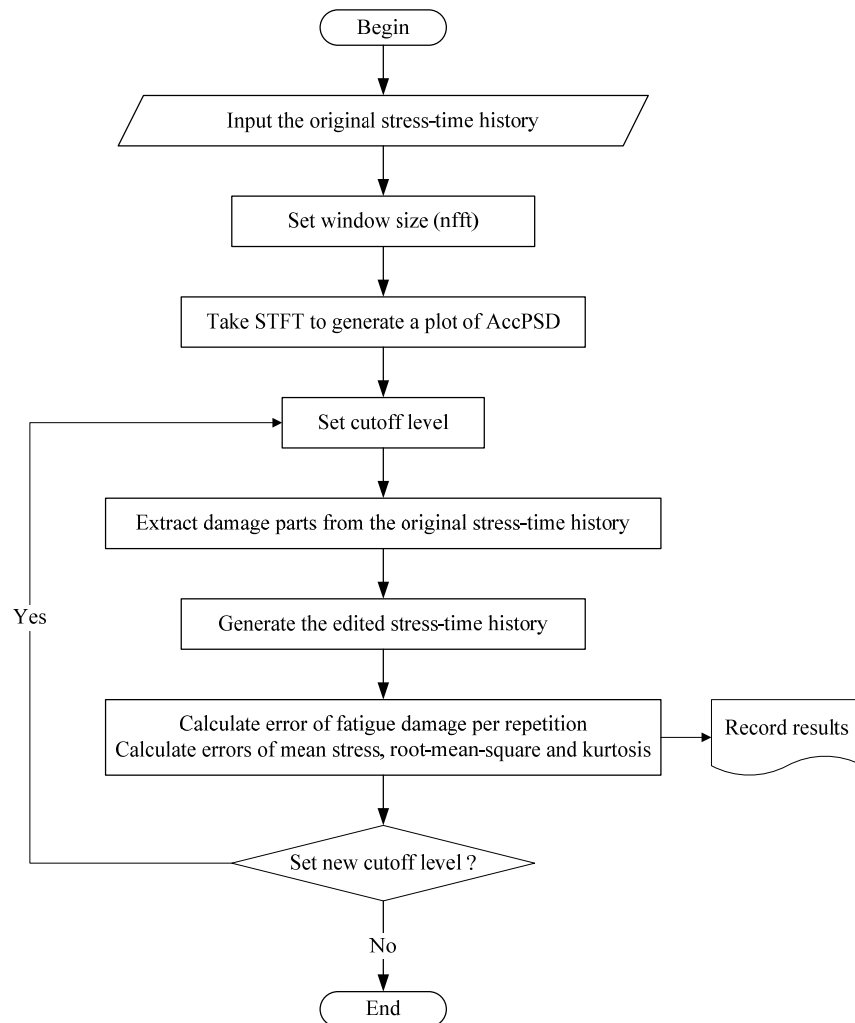 Begin
Input the original stress-time history
Set window size (nfft)
Take STFT to generate a plot of AccPSD
Set cutoff level
Extract damage parts from the original stress-time history
Generate the edited stress-time history
Yes
Calculate error of fatigue damage per repetition
Calculate errors of mean stress, root-mean-square and kurtosis
Record results
Set new cutoff level ?
No
End